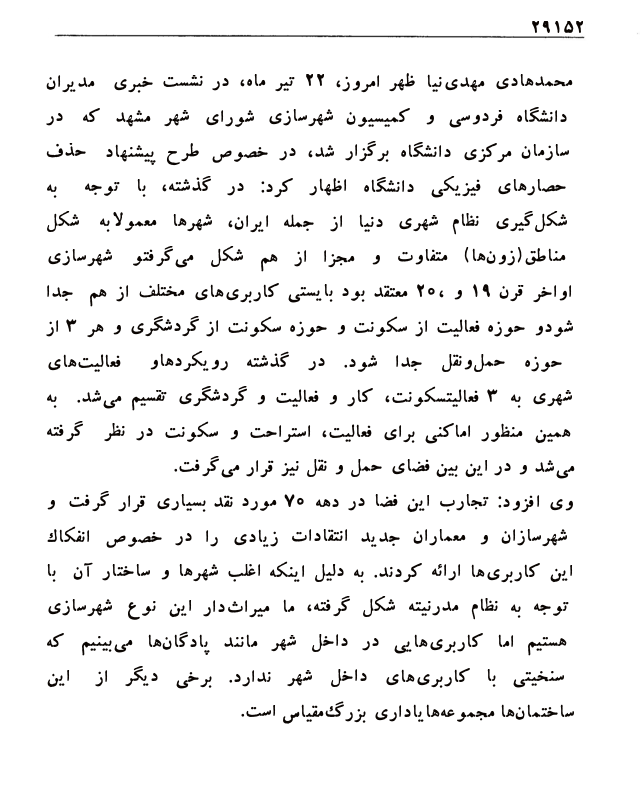 ۲۹۱۵۲
محمدهادی مهدی‌نیا ظهر امروز، ۲۲ تیر ماه، در نشست خبری مدیران
دانشگاه فردوسی و کمیسیون شهرسازی شورای شهر مشهد که در
سازمان مرکزی دانشگاه برگزار شد، در خصوص طرح پیشنهاد حذف
حصارهای فیزیکی دانشگاه اظهار کرد: در گذشته، با توجه به
شکل‌گیری نظام شهری دنیا از جمله ایران، شهرها معمولابه شکل
مناطق(زون‌ها) متفاوت و مجزا از هم شکل می‌گرفتو شهرسازی
اواخر قرن ۱۹ و ،۲۰ معتقد بود بایستی کاربری‌های مختلف از هم جدا
شودو حوزه فعالیت از سکونت و حوزه سکونت از گردشگری و هر ۳ از
حوزه حمل‌ونقل جدا شود. در گذشته رویکردهاو فعالیت‌های
شهری به ۳ فعالیتسکونت، کار و فعالیت و گردشگری تقسیم می‌شد. به
همین منظور اماکنی برای فعالیت، استراحت و سکونت در نظر گرفته
می‌شد و در این بین فضای حمل و نقل نیز قرار می‌گرفت.
وی افزود: تجارب این فضا در دهه ۷۰ مورد نقد بسیاری قرار گرفت و
شهرسازان و معماران جدید انتقادات زیادی را در خصوص انفکاك
این کاربری‌ها ارائه کردند. به دلیل اینکه اغلب شهرها و ساختار آن با
توجه به نظام مدرنیته شکل گرفته، ما میراث‌دار این نوع شهرسازی
هستیم اما کاربری‌هایی در داخل شهر مانند پادگان‌ها می‌بینیم که
سنخیتی با کاربری‌های داخل شهر ندارد. برخی دیگر از این
ساختمان‌ها مجموعه‌هایاداری بزرگ‌مقیاس است.